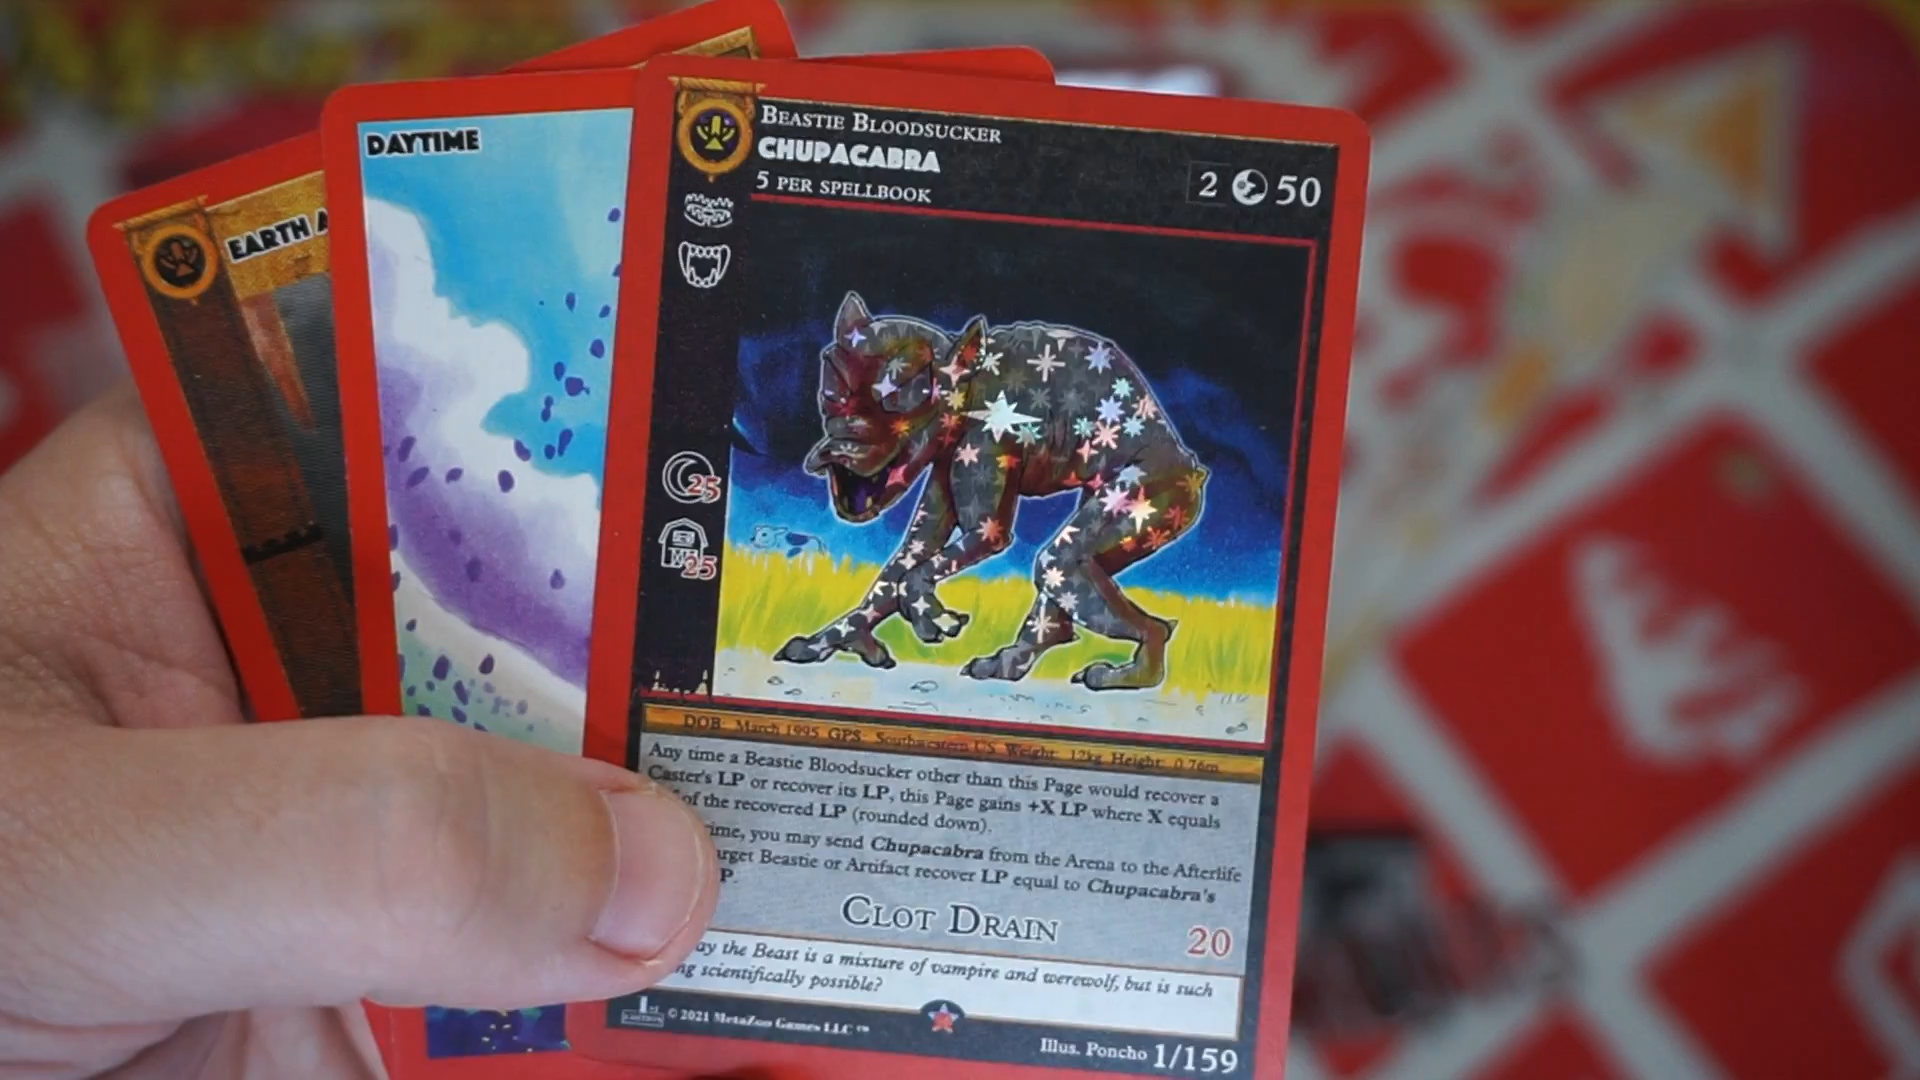 EARTH
DAYTIME
BEASTIE BLOODSUCKER
CHUPACABRA
5 PER SPELLBOOK
2 50
25
25
DOB: March 1995 GPS: Southwestern US Weight: 12kg Height: 0.76m
Any time a Beastie Bloodsucker other than this Page would recover a
Caster's LP or recover its LP, this Page gains +X LP where X equals
of the recovered LP (rounded down).
you may send Chupacabra from the Arena to the Afterlife
Beastie or Artifact recover LP equal to Chupacabra's
CLOT DRAIN 20
the Beast is a mixture of vampire and werewolf, but is such
scientifically possible?
1ST EDITION © 2021 MetaZoo Games LLC ™
Illus. Poncho 1/159